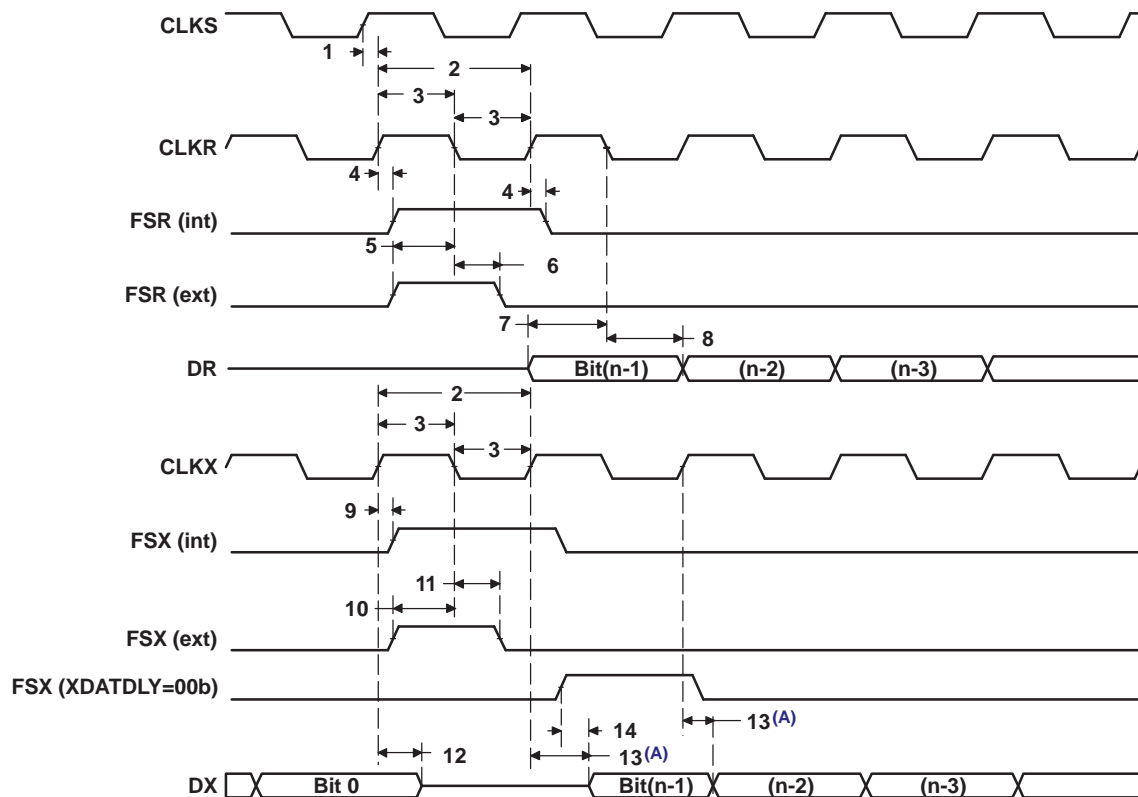 CLKS
1
2
3
3
CLKR
4
4
FSR (int)
5
6
FSR (ext)
7
8
DR
Bit(n-1)
(n-2)
(n-3)
2
3
3
CLKX
9
FSX (int)
11
10
FSX (ext)
FSX (XDATDLY=00b)
13(A)
14
12
13(A)
DX
Bit 0
Bit(n-1)
(n-2)
(n-3)